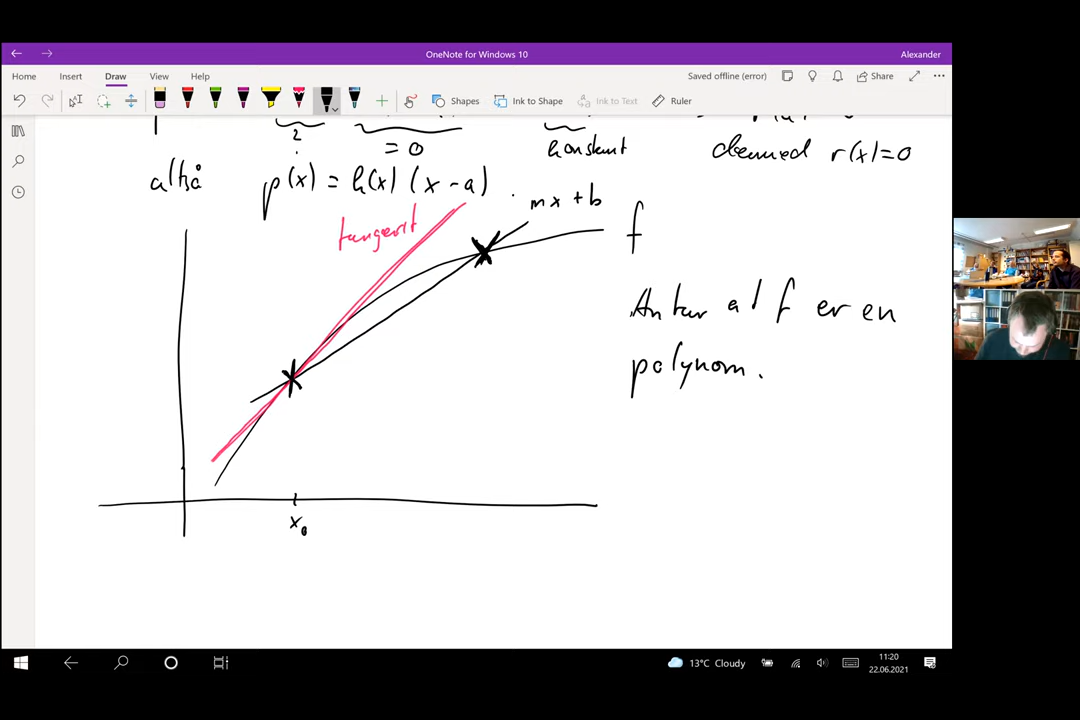 OneNote for Windows 10
Alexander
Home Insert Draw View Help
Saved offline (error) Share
Shapes Ink to Shape Ink to Text Ruler
2
= 0
konstant
dermed r(x)=0
altså p(x) = h(x) (x - a)
mx + b
tangent
f
Antar at f er en
polynom.
x₀
13°C Cloudy
11:20
22.06.2021